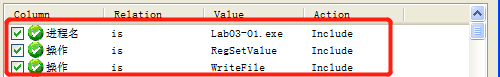 Column Relation Value Action
进程名 is Lab03-01.exe Include
操作 is RegSetValue Include
操作 is WriteFile Include